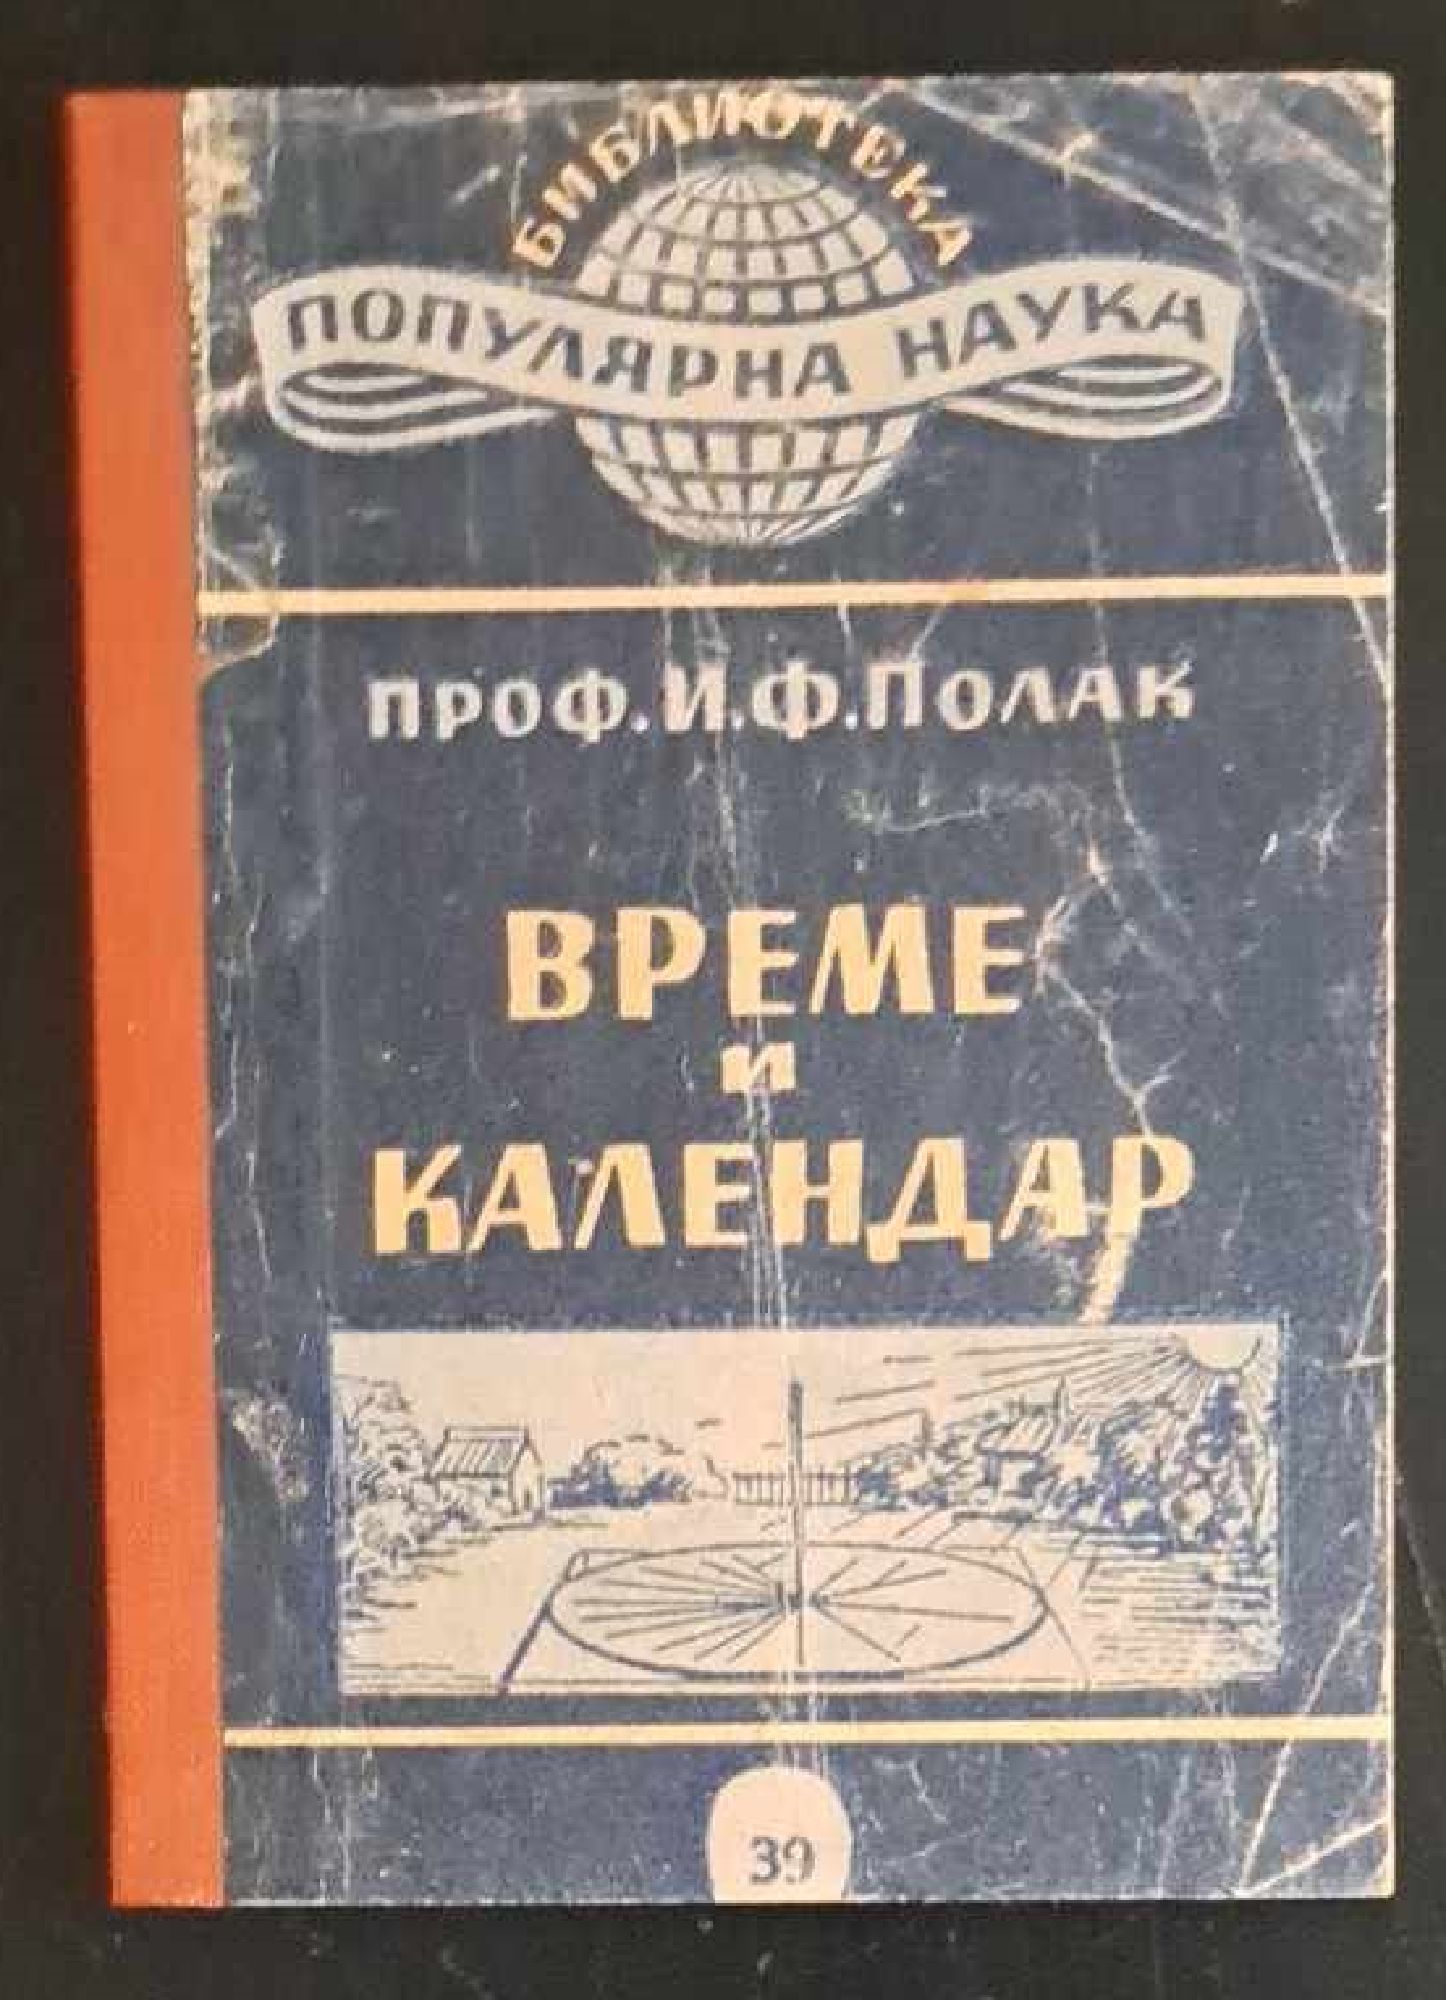 БИБЛИОТЕКА
ПОПУЛЯРНА НАУКА
ПРОФ. И. Ф. ПОЛАК
ВРЕМЕ
И
КАЛЕНДАР
39